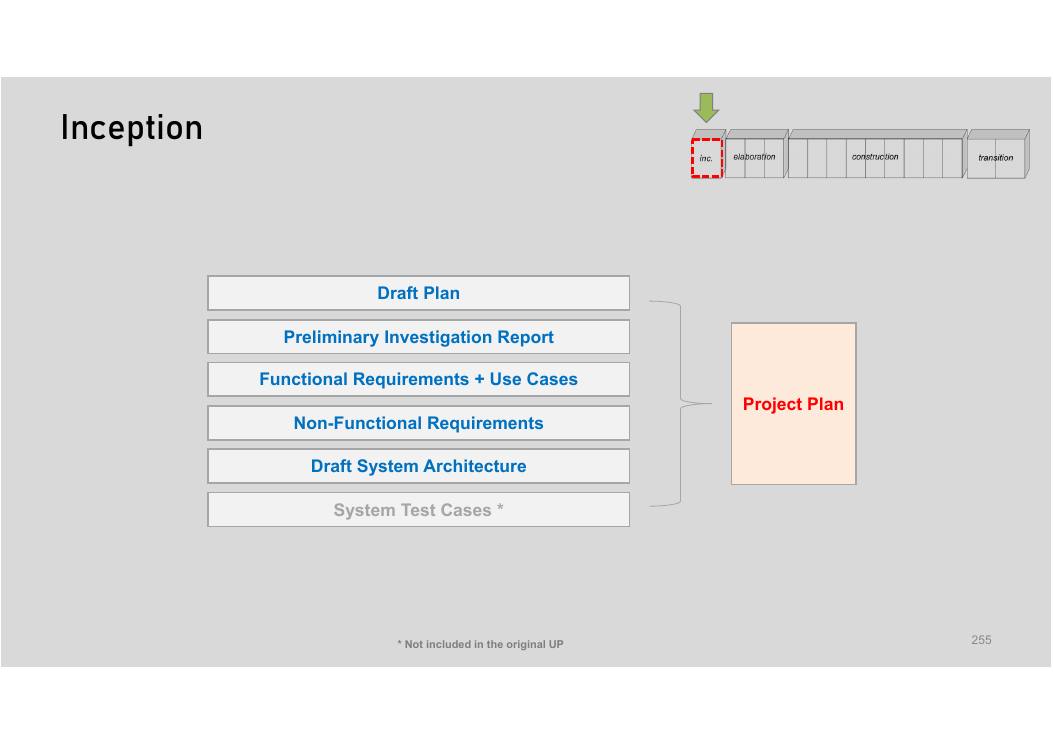 Inception
inc.
elaboration
construction
transition
Draft Plan
Preliminary Investigation Report
Functional Requirements + Use Cases
Non-Functional Requirements
Draft System Architecture
System Test Cases *
Project Plan
* Not included in the original UP
255